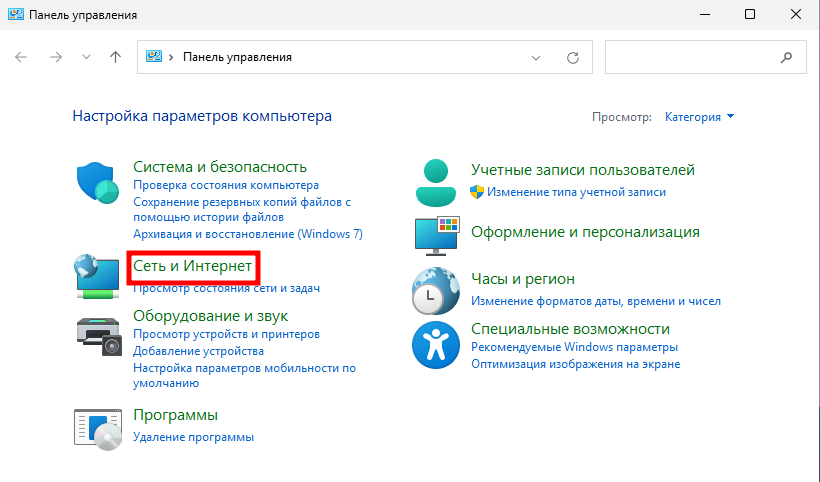 Панель управления
Панель управления
Настройка параметров компьютера
Просмотр: Категория
Система и безопасность
Проверка состояния компьютера
Сохранение резервных копий файлов с
помощью истории файлов
Архивация и восстановление (Windows 7)
Сеть и Интернет
Просмотр состояния сети и задач
Оборудование и звук
Просмотр устройств и принтеров
Добавление устройства
Настройка параметров мобильности по
умолчанию
Программы
Удаление программы
Учетные записи пользователей
Изменение типа учетной записи
Оформление и персонализация
Часы и регион
Изменение форматов даты, времени и чисел
Специальные возможности
Рекомендуемые Windows параметры
Оптимизация изображения на экране